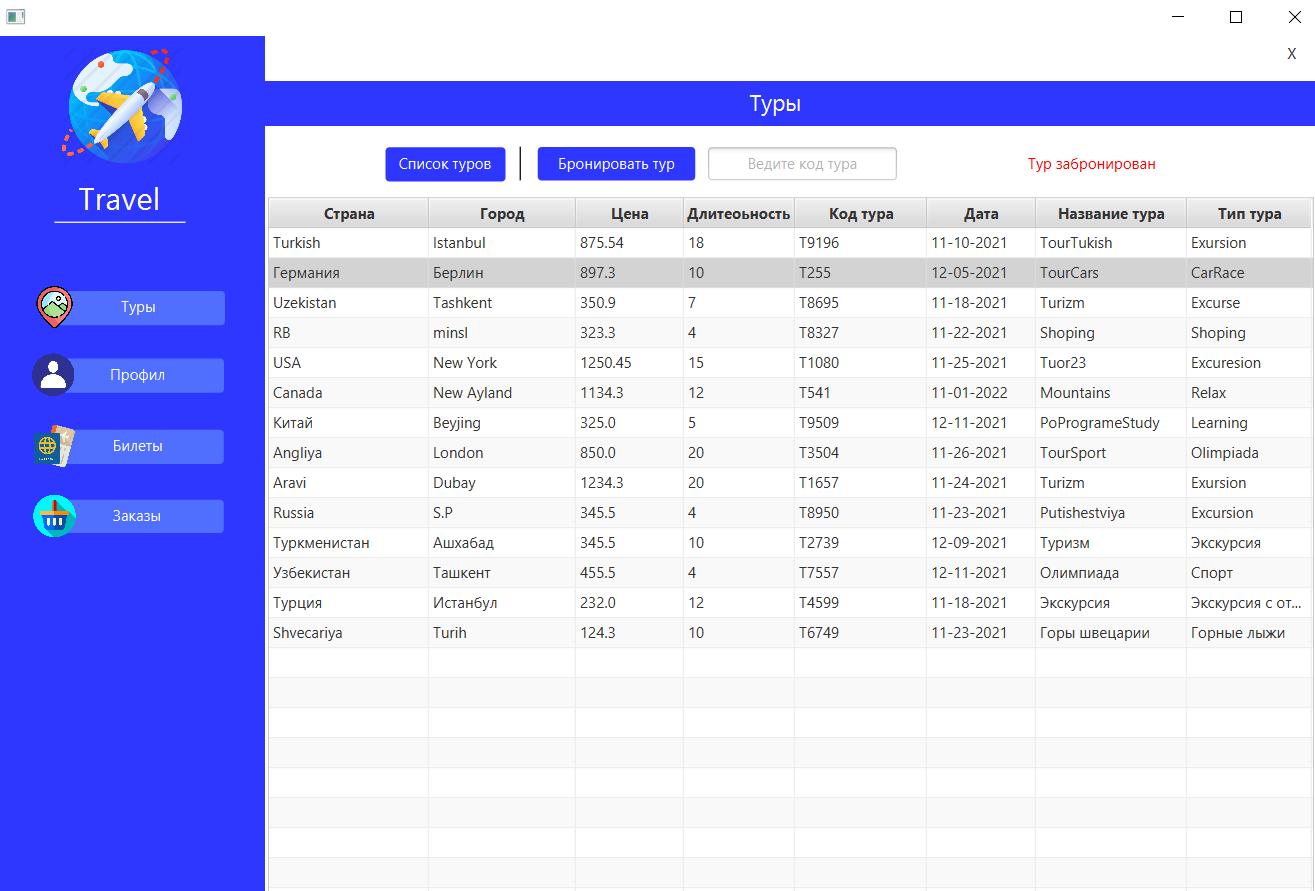 X
Туры
Travel
Туры
Профил
Билеты
Заказы
Список туров Бронировать тур Ведите код тура Тур забронирован
Страна Город Цена Длитеоьность Код тура Дата Название тура Тип тура
Turkish Istanbul 875.54 18 T9196 11-10-2021 TourTukish Exursion
Германия Берлин 897.3 10 T255 12-05-2021 TourCars CarRace
Uzekistan Tashkent 350.9 7 T8695 11-18-2021 Turizm Excurse
RB minsl 323.3 4 T8327 11-22-2021 Shoping Shoping
USA New York 1250.45 15 T1080 11-25-2021 Tuor23 Excuresion
Canada New Ayland 1134.3 12 T541 11-01-2022 Mountains Relax
Китай Beyjing 325.0 5 T9509 12-11-2021 PoProgrameStudy Learning
Angliya London 850.0 20 T3504 11-26-2021 TourSport Olimpiada
Aravi Dubay 1234.3 20 T1657 11-24-2021 Turizm Exursion
Russia S.P 345.5 4 T8950 11-23-2021 Putishestviya Excursion
Туркменистан Ашхабад 345.5 10 T2739 12-09-2021 Туризм Экскурсия
Узбекистан Ташкент 455.5 4 T7557 12-11-2021 Олимпиада Спорт
Турция Истанбул 232.0 12 T4599 11-18-2021 Экскурсия Экскурсия с от...
Shvecariya Turih 124.3 10 T6749 11-23-2021 Горы швецарии Горные лыжи